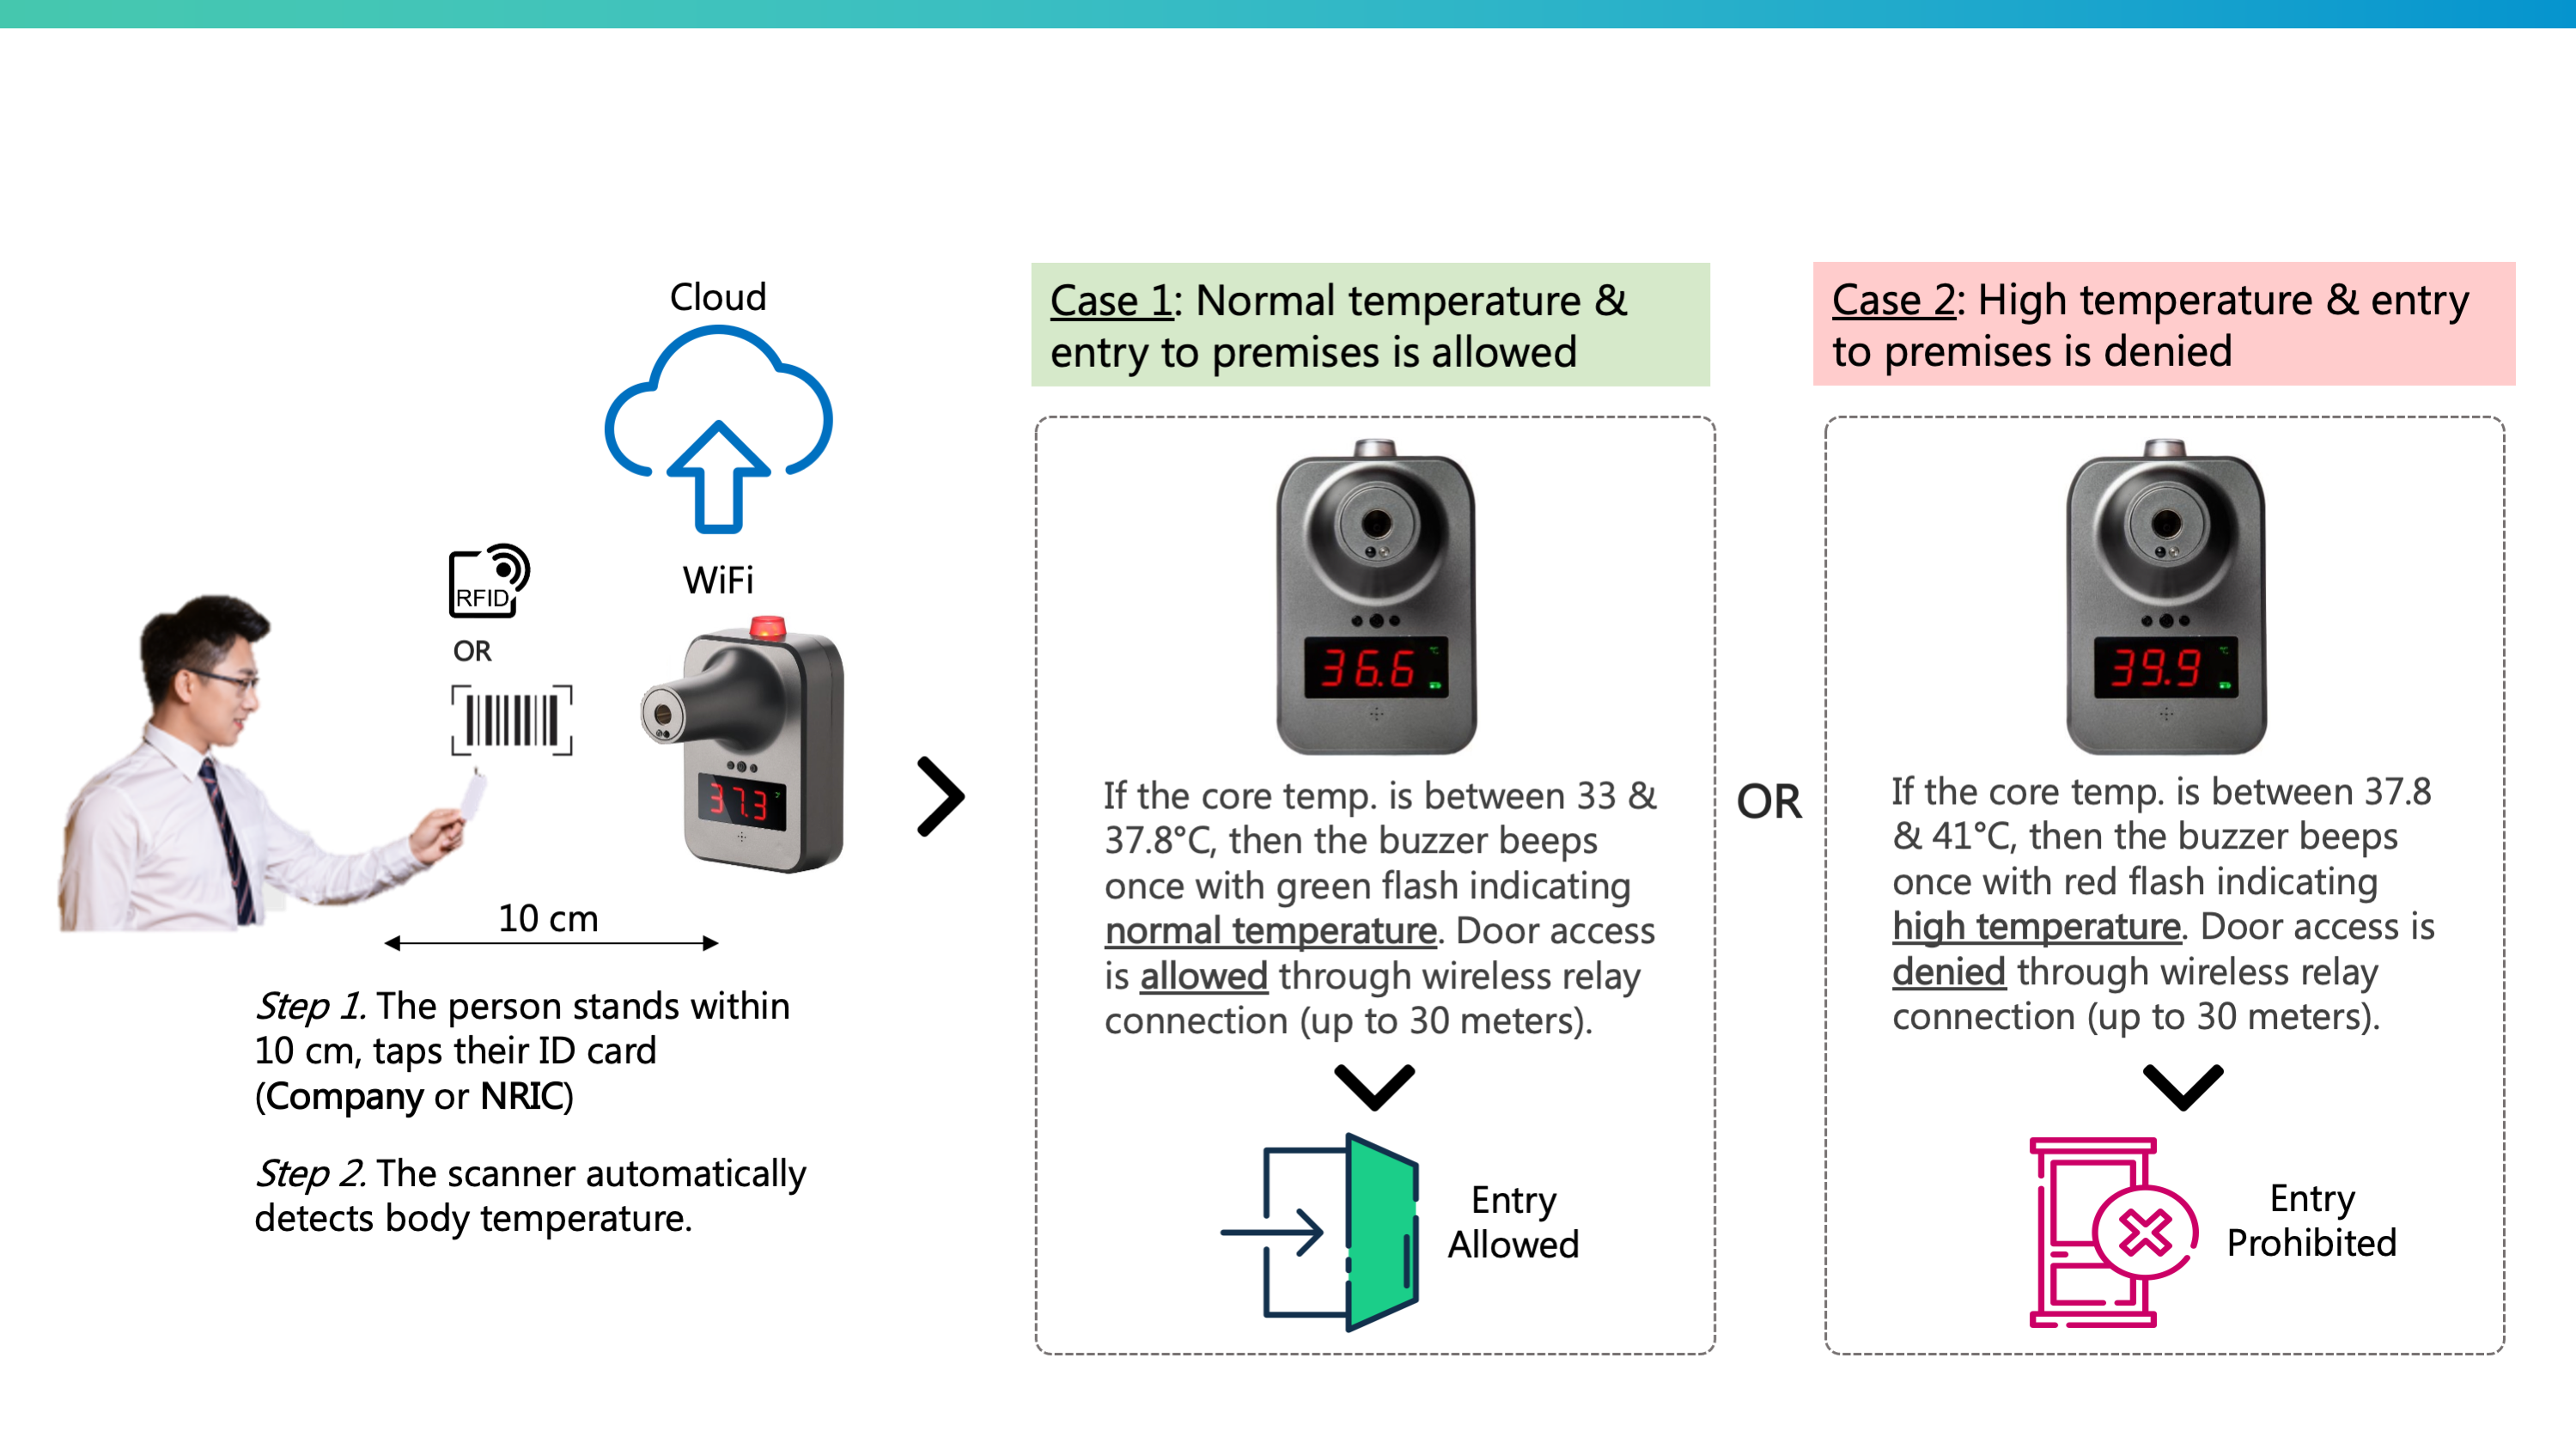 Cloud
WiFi
RFID
OR
37.3
10 cm
Step 1. The person stands within
10 cm, taps their ID card
(Company or NRIC)
Step 2. The scanner automatically
detects body temperature.
Case 1: Normal temperature &
entry to premises is allowed
36.6 °C
If the core temp. is between 33 &
37.8°C, then the buzzer beeps
once with green flash indicating
normal temperature. Door access
is allowed through wireless relay
connection (up to 30 meters).
Entry
Allowed
OR
Case 2: High temperature & entry
to premises is denied
39.9 °C
If the core temp. is between 37.8
& 41°C, then the buzzer beeps
once with red flash indicating
high temperature. Door access is
denied through wireless relay
connection (up to 30 meters).
Entry
Prohibited